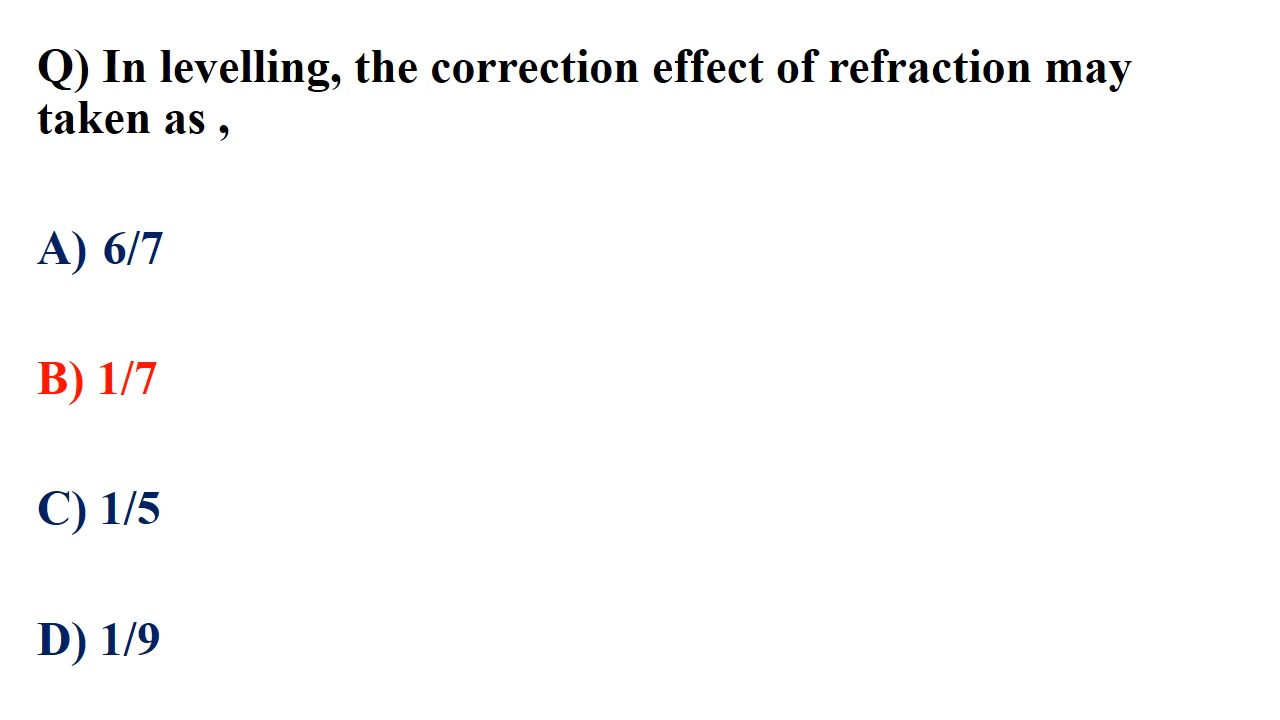 Q) In levelling, the correction effect of refraction may
taken as ,
A) 6/7
B) 1/7
C) 1/5
D) 1/9